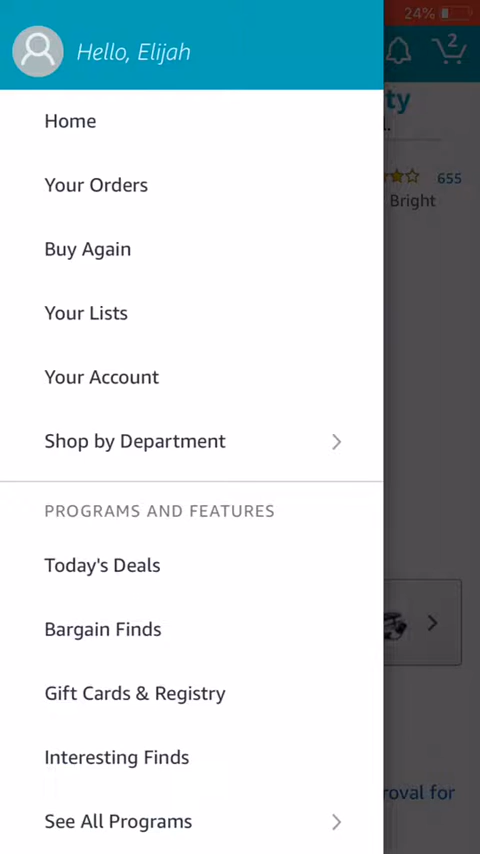 24%
Hello, Elijah
2
Home
ty
l.
Your Orders
655
Bright
Buy Again
Your Lists
Your Account
Shop by Department
PROGRAMS AND FEATURES
Today's Deals
Bargain Finds
Gift Cards & Registry
Interesting Finds
roval for
See All Programs